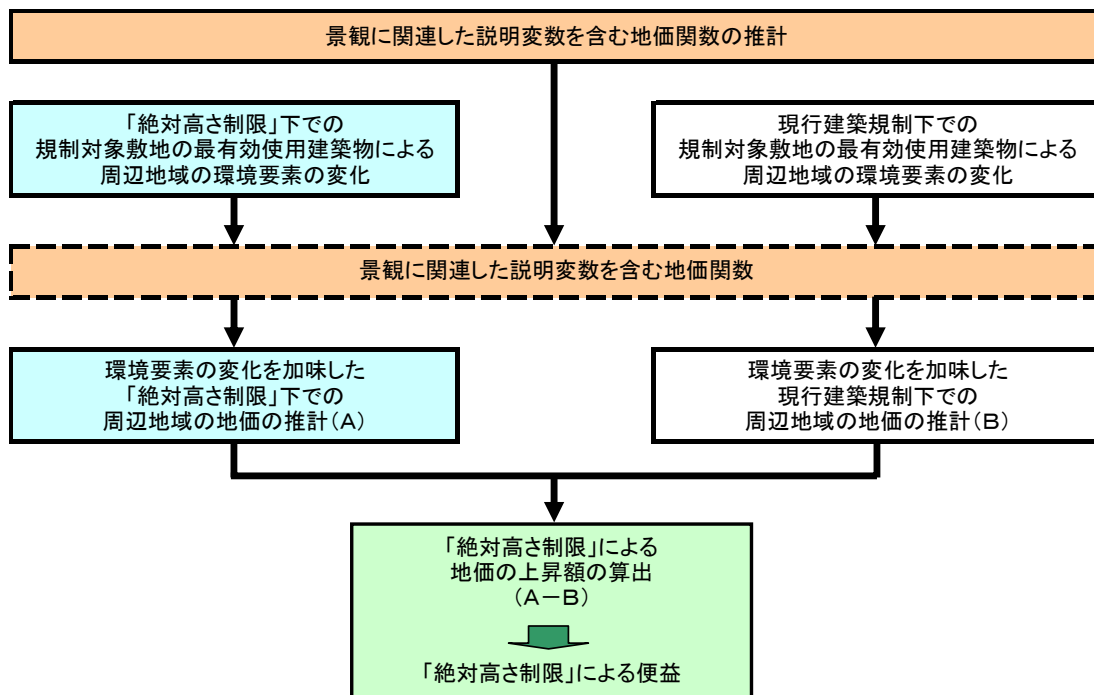 景観に関連した説明変数を含む地価関数の推計
「絶対高さ制限」下での
規制対象敷地の最有効使用建築物による
周辺地域の環境要素の変化
現行建築規制下での
規制対象敷地の最有効使用建築物による
周辺地域の環境要素の変化
景観に関連した説明変数を含む地価関数
環境要素の変化を加味した
「絶対高さ制限」下での
周辺地域の地価の推計(A)
環境要素の変化を加味した
現行建築規制下での
周辺地域の地価の推計(B)
「絶対高さ制限」による
地価の上昇額の算出
(A-B)
「絶対高さ制限」による便益